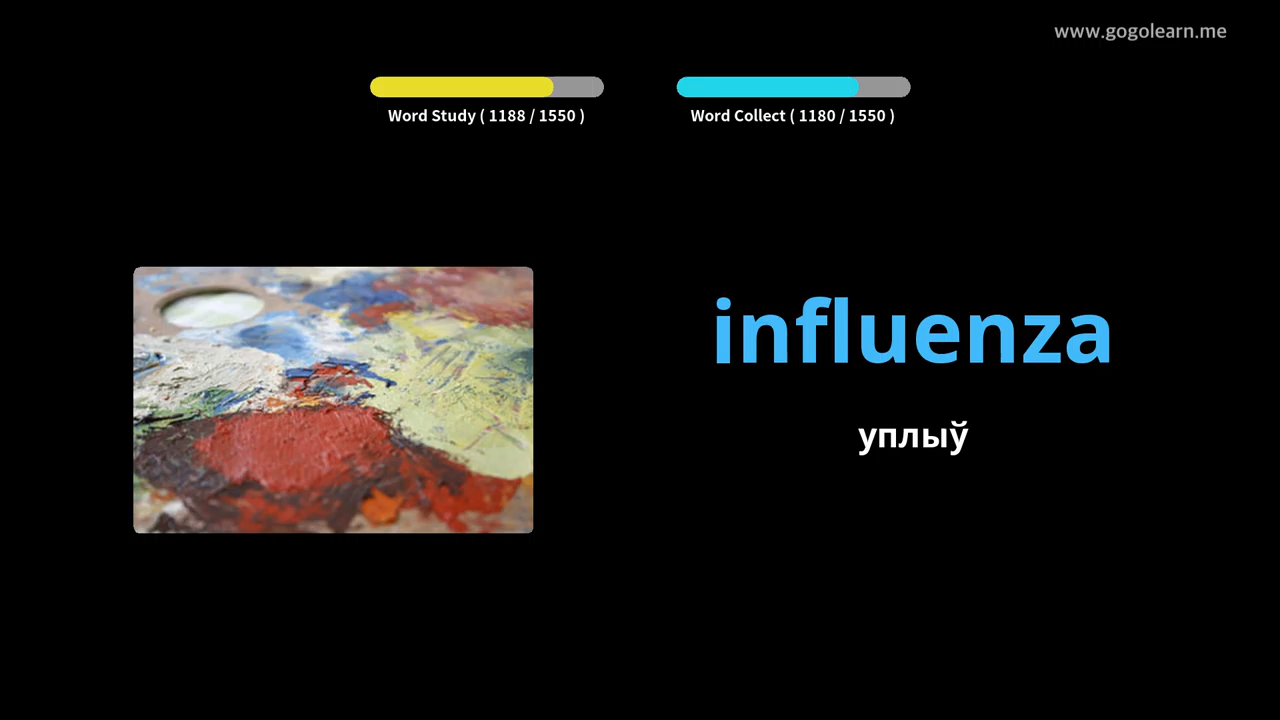 www.gogolearn.me
Word Study ( 1188 / 1550 )
Word Collect ( 1180 / 1550 )
influenza
уплыў